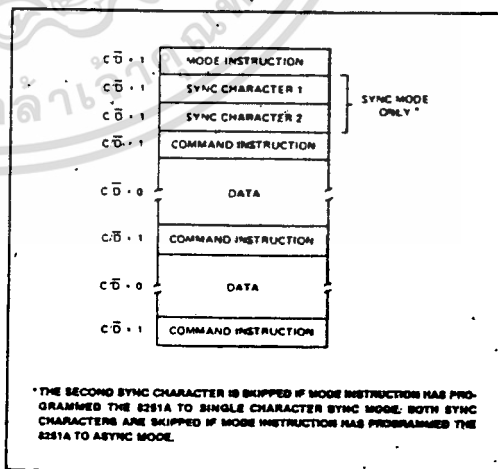 C D̅ = 1 MODE INSTRUCTION
C D̅ = 1 SYNC CHARACTER 1
SYNC MODE ONLY *
C D̅ = 1 SYNC CHARACTER 2
C D̅ = 1 COMMAND INSTRUCTION
C D̅ = 0 DATA
C D̅ = 1 COMMAND INSTRUCTION
C D̅ = 0 DATA
C D̅ = 1 COMMAND INSTRUCTION
*THE SECOND SYNC CHARACTER IS SKIPPED IF MODE INSTRUCTION HAS PRO-
GRAMMED THE 8251A TO SINGLE CHARACTER SYNC MODE; BOTH SYNC
CHARACTERS ARE SKIPPED IF MODE INSTRUCTION HAS PROGRAMMED THE
8251A TO ASYNC MODE.